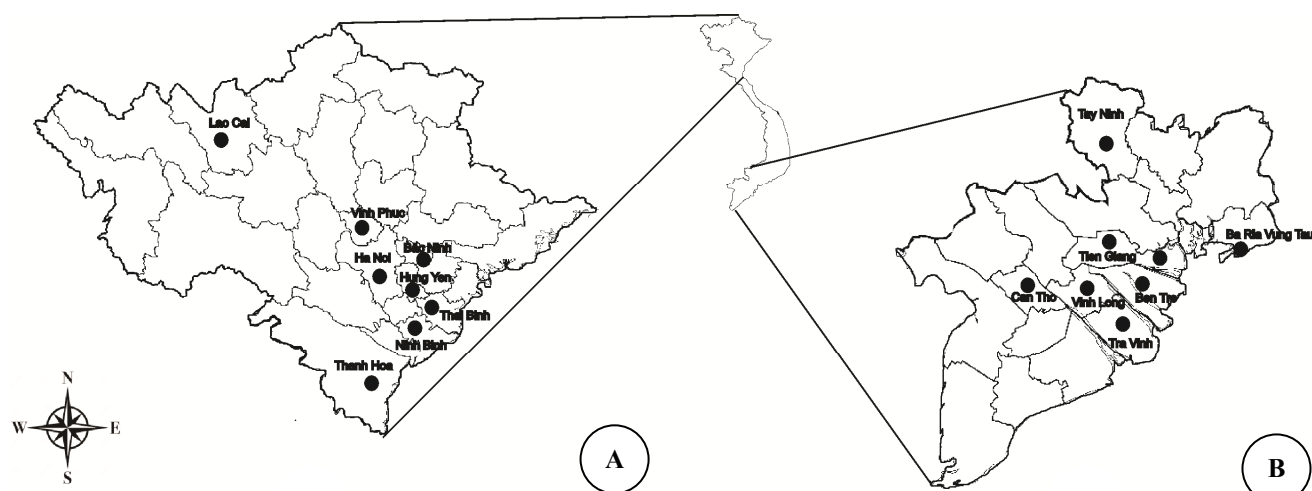 Lao Cai
Vinh Phuc
Bac Ninh
Ha Noi
Hung Yen
Thai Binh
Ninh Binh
Thanh Hoa
N
W
E
S
A
Tay Ninh
Ba Ria Vung Tau
Tien Giang
Can Tho
Vinh Long
Ben Tre
Tra Vinh
B